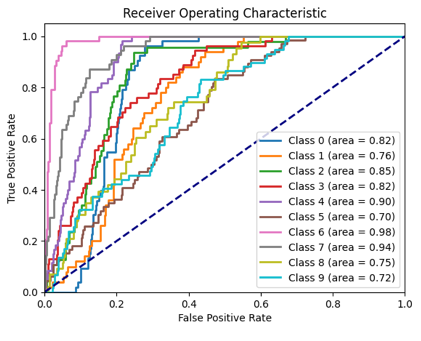 Receiver Operating Characteristic
1.0
0.8
0.6
0.4
0.2
0.0
True Positive Rate
Class 0 (area = 0.82)
Class 1 (area = 0.76)
Class 2 (area = 0.85)
Class 3 (area = 0.82)
Class 4 (area = 0.90)
Class 5 (area = 0.70)
Class 6 (area = 0.98)
Class 7 (area = 0.94)
Class 8 (area = 0.75)
Class 9 (area = 0.72)
0.0 0.2 0.4 0.6 0.8 1.0
False Positive Rate